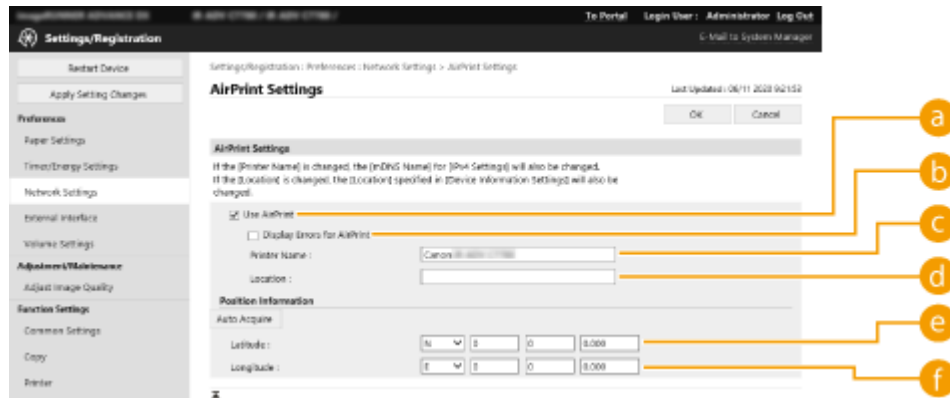 To Portal Login User : Administrator Log Out
Settings/Registration
E-Mail to System Manager
Restart Device
Apply Setting Changes
Preferences
Paper Settings
Timer/Energy Settings
Network Settings
External Interface
Volume Settings
Adjustment/Maintenance
Adjust Image Quality
Function Settings
Common Settings
Copy
Printer
Settings/Registration : Preferences : Network Settings > AirPrint Settings
AirPrint Settings
Last Updated : 06/11 2020
OK Cancel
AirPrint Settings
If the [Printer Name] is changed, the [mDNS Name] for [IPv4 Settings] will also be changed.
If the [Location] is changed, the [Location] specified in [Device Information Settings] will also be
changed.
Use AirPrint
Display Errors for AirPrint
Printer Name : Canon
Location :
Position Information
Auto Acquire
Latitude : N 0 0 0.000
Longitude : E 0 0 0.000
a
b
c
d
e
f